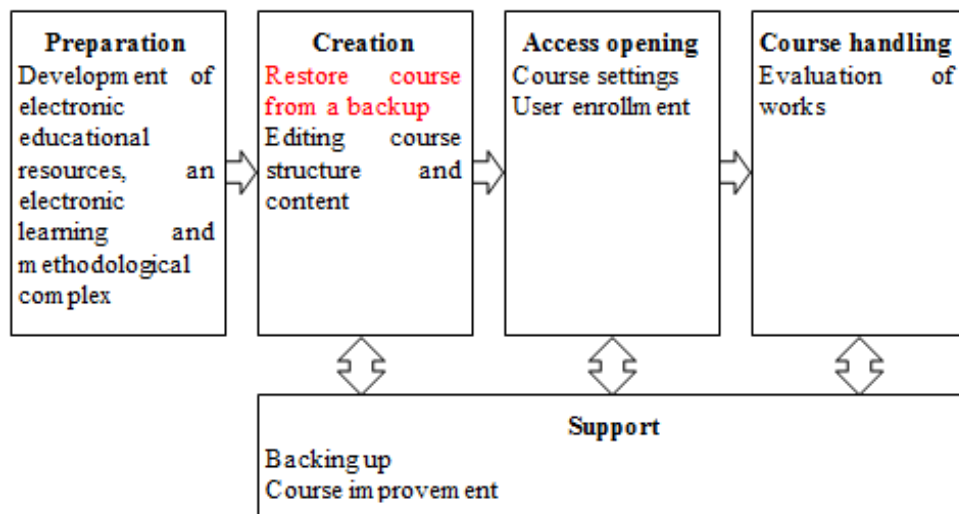 Preparation
Development of
electronic
educational
resources, an
electronic
learning and
methodological
complex
Creation
Restore course
from a backup
Editing course
structure and
content
Access opening
Course settings
User enrollment
Course handling
Evaluation of
works
Support
Backing up
Course improvement